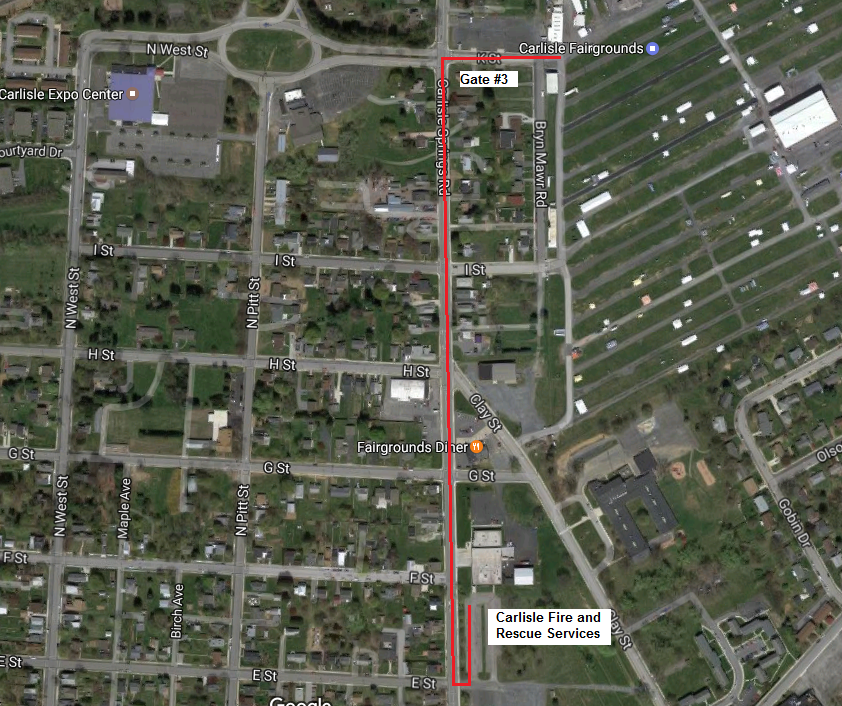 N West St
K St
Carlisle Fairgrounds
Gate #3
Carlisle Expo Center
Carlisle Springs Rd
Bryn Mawr Rd
ourtyard Dr
I St
I St
I St
N West St
N Pitt St
H St
H St
H St
Clay St
Fairgrounds Diner
G St
G St
G St
Olso
N West St
Maple Ave
N Pitt St
Gobin Dr
F St
F St
Birch Ave
Carlisle Fire and
Rescue Services
Clay St
E St
E St
E St
Google